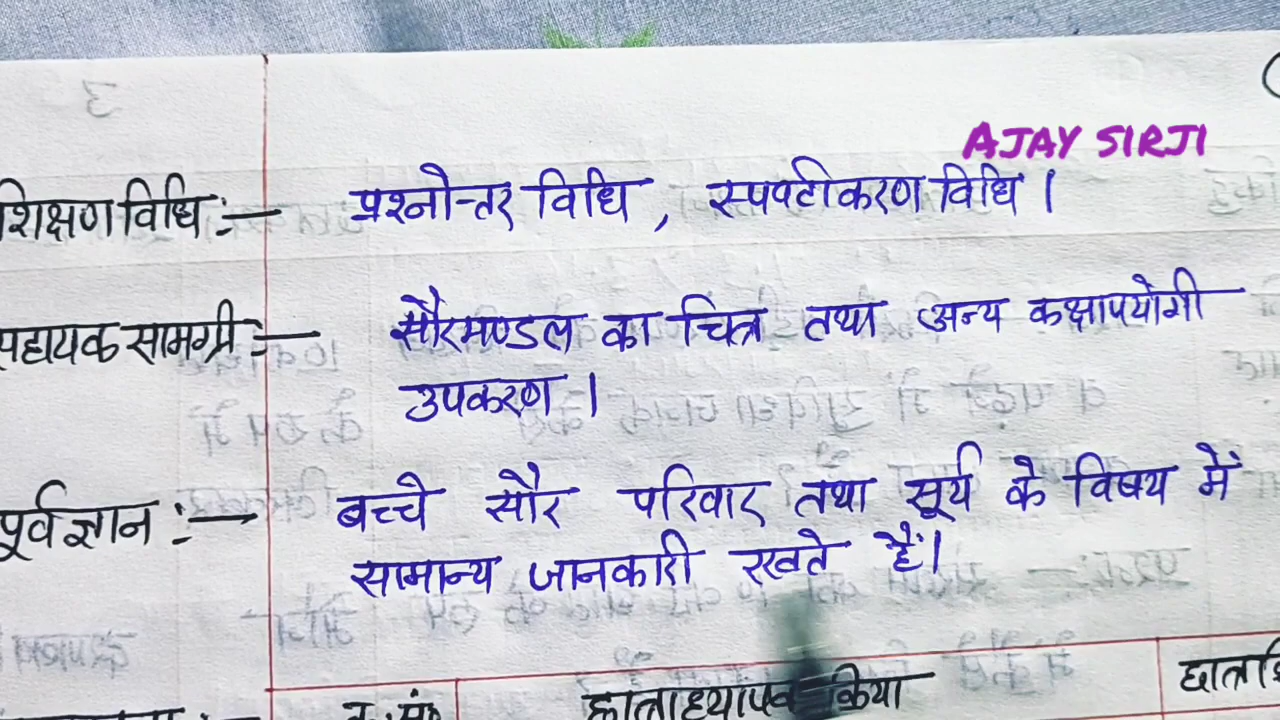 AJAY SIRJI
शिक्षण विधि :— प्रश्नोत्तर विधि , स्पष्टीकरण विधि ।
सहायक सामग्री :— सौरमण्डल का चित्र तथा अन्य कक्षापयोगी
उपकरण ।
पूर्वज्ञान :— बच्चे सौर परिवार तथा सूर्य के विषय में
सामान्य जानकारी रखते हैं।
क्र. सं० छात्राध्यापक क्रिया